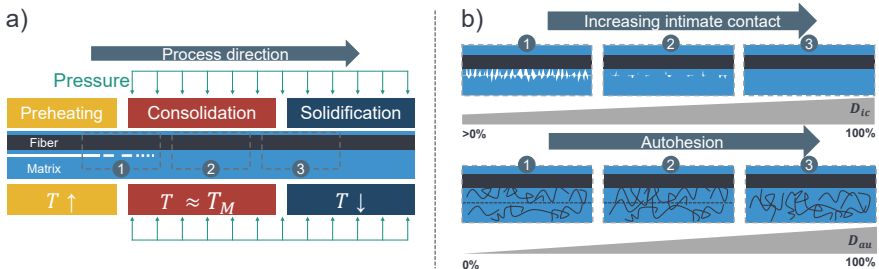 a)
Process direction
Pressure
Preheating
Consolidation
Solidification
Fiber
Matrix
1
2
3
T ↑
T ≈ T_M
T ↓
b)
Increasing intimate contact
1
2
3
D_ic
>0%
100%
Autohesion
1
2
3
D_au
0%
100%